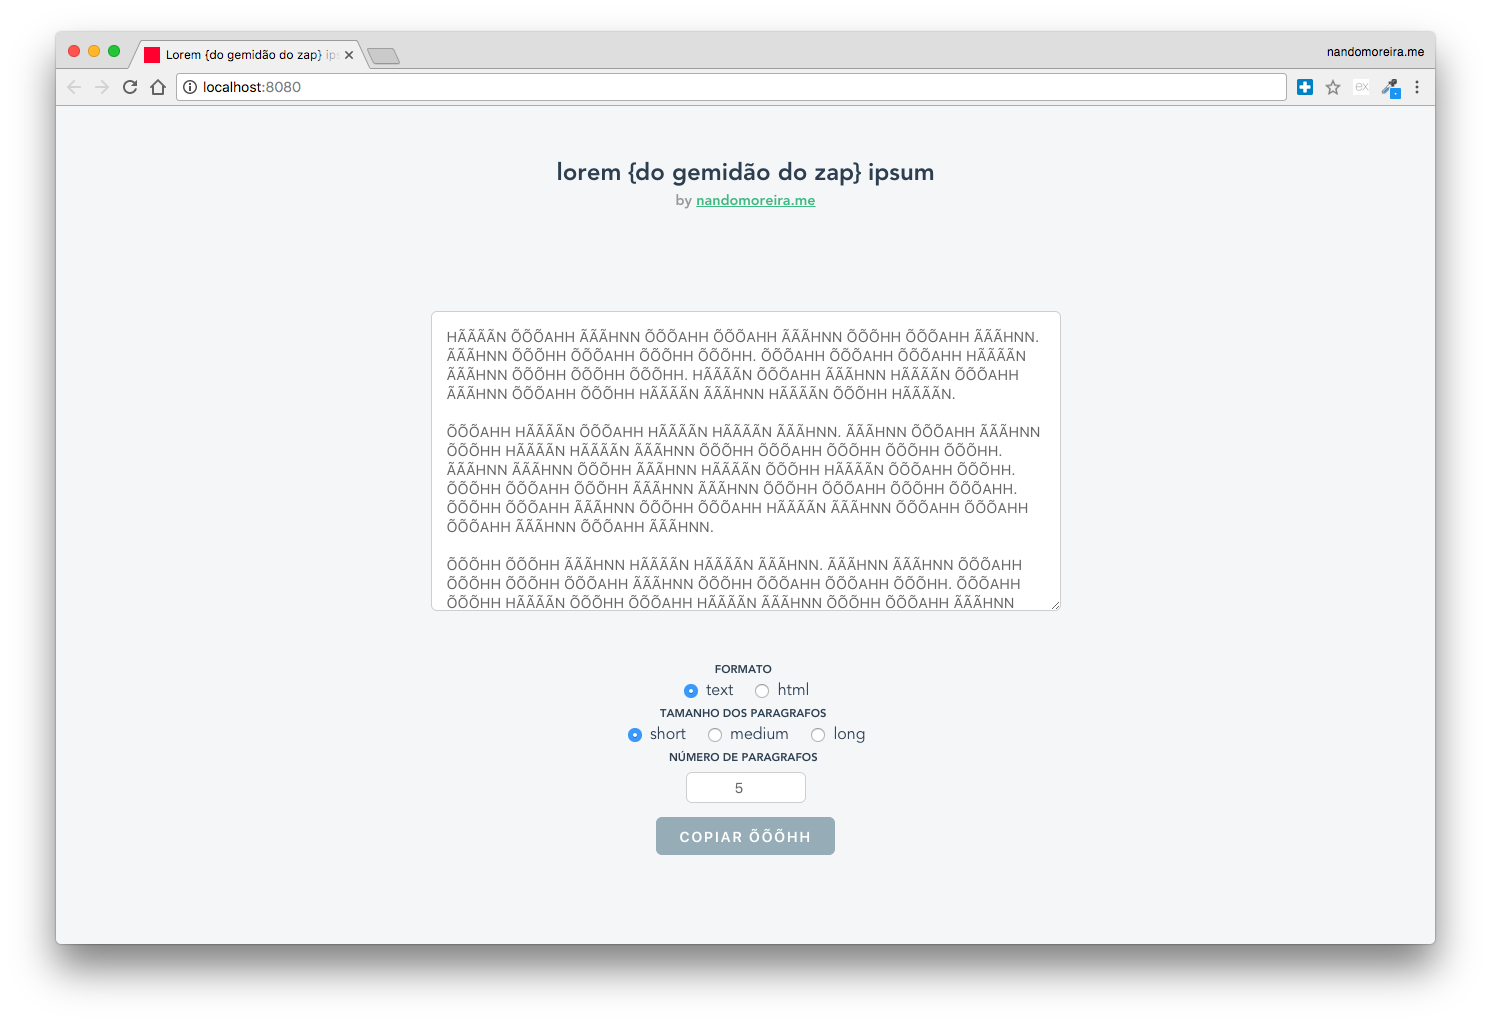 Lorem {do gemidão do zap} ip
nandomoreira.me
localhost:8080
ex
lorem {do gemidão do zap} ipsum
by nandomoreira.me
HÃÃÃÃN ÕÕÕAHH ÃÃÃHNN ÕÕÕAHH ÕÕÕAHH ÃÃÃHNN ÕÕÕHH ÕÕÕAHH ÃÃÃHNN.
ÃÃÃHNN ÕÕÕHH ÕÕÕAHH ÕÕÕHH ÕÕÕHH. ÕÕÕAHH ÕÕÕAHH ÕÕÕAHH HÃÃÃÃN
ÃÃÃHNN ÕÕÕHH ÕÕÕHH ÕÕÕHH. HÃÃÃÃN ÕÕÕAHH ÃÃÃHNN HÃÃÃÃN ÕÕÕAHH
ÃÃÃHNN ÕÕÕAHH ÕÕÕHH HÃÃÃÃN ÃÃÃHNN HÃÃÃÃN ÕÕÕHH HÃÃÃÃN.
ÕÕÕAHH HÃÃÃÃN ÕÕÕAHH HÃÃÃÃN HÃÃÃÃN ÃÃÃHNN. ÃÃÃHNN ÕÕÕAHH ÃÃÃHNN
ÕÕÕHH HÃÃÃÃN HÃÃÃÃN ÃÃÃHNN ÕÕÕHH ÕÕÕAHH ÕÕÕHH ÕÕÕHH ÕÕÕHH.
ÃÃÃHNN ÃÃÃHNN ÕÕÕHH ÃÃÃHNN HÃÃÃÃN ÕÕÕHH HÃÃÃÃN ÕÕÕAHH ÕÕÕHH.
ÕÕÕHH ÕÕÕAHH ÕÕÕHH ÃÃÃHNN ÃÃÃHNN ÕÕÕHH ÕÕÕAHH ÕÕÕHH ÕÕÕAHH.
ÕÕÕHH ÕÕÕAHH ÃÃÃHNN ÕÕÕHH ÕÕÕAHH HÃÃÃÃN ÃÃÃHNN ÕÕÕAHH ÕÕÕAHH
ÕÕÕAHH ÃÃÃHNN ÕÕÕAHH ÃÃÃHNN.
ÕÕÕHH ÕÕÕHH ÃÃÃHNN HÃÃÃÃN HÃÃÃÃN ÃÃÃHNN. ÃÃÃHNN ÃÃÃHNN ÕÕÕAHH
ÕÕÕHH ÕÕÕHH ÕÕÕAHH ÃÃÃHNN ÕÕÕHH ÕÕÕAHH ÕÕÕAHH ÕÕÕHH. ÕÕÕAHH
ÕÕÕHH HÃÃÃÃN ÕÕÕHH ÕÕÕAHH HÃÃÃÃN ÃÃÃHNN ÕÕÕHH ÕÕÕAHH ÃÃÃHNN
FORMATO
text html
TAMANHO DOS PARAGRAFOS
short medium long
NÚMERO DE PARAGRAFOS
5
COPIAR ÕÕÕHH